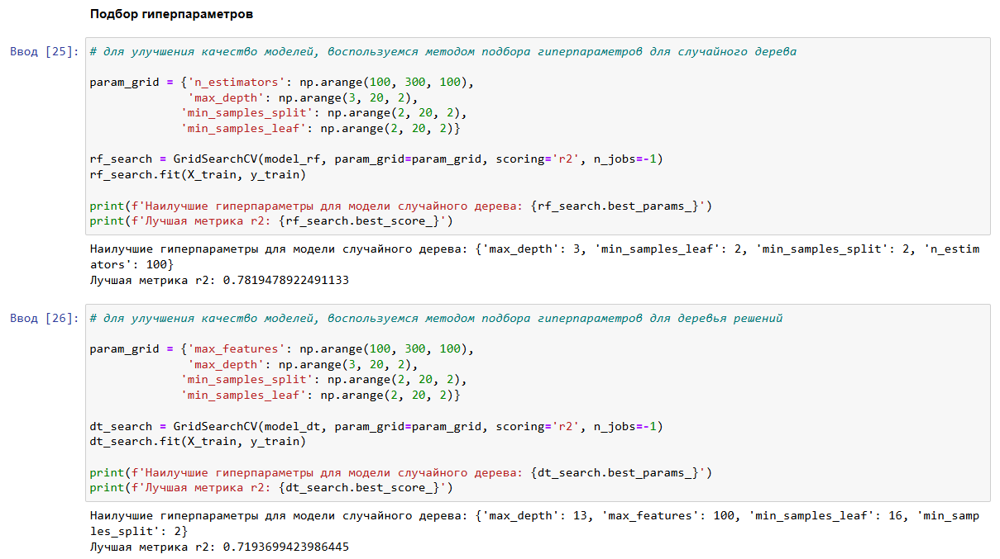 Подбор гиперпараметров
Ввод [25]:
# для улучшения качество моделей, воспользуемся методом подбора гиперпараметров для случайного дерева
param_grid = {'n_estimators': np.arange(100, 300, 100),
'max_depth': np.arange(3, 20, 2),
'min_samples_split': np.arange(2, 20, 2),
'min_samples_leaf': np.arange(2, 20, 2)}
rf_search = GridSearchCV(model_rf, param_grid=param_grid, scoring='r2', n_jobs=-1)
rf_search.fit(X_train, y_train)
print(f'Наилучшие гиперпараметры для модели случайного дерева: {rf_search.best_params_}')
print(f'Лучшая метрика r2: {rf_search.best_score_}')
Наилучшие гиперпараметры для модели случайного дерева: {'max_depth': 3, 'min_samples_leaf': 2, 'min_samples_split': 2, 'n_estim
ators': 100}
Лучшая метрика r2: 0.7819478922491133
Ввод [26]:
# для улучшения качество моделей, воспользуемся методом подбора гиперпараметров для деревья решений
param_grid = {'max_features': np.arange(100, 300, 100),
'max_depth': np.arange(3, 20, 2),
'min_samples_split': np.arange(2, 20, 2),
'min_samples_leaf': np.arange(2, 20, 2)}
dt_search = GridSearchCV(model_dt, param_grid=param_grid, scoring='r2', n_jobs=-1)
dt_search.fit(X_train, y_train)
print(f'Наилучшие гиперпараметры для модели случайного дерева: {dt_search.best_params_}')
print(f'Лучшая метрика r2: {dt_search.best_score_}')
Наилучшие гиперпараметры для модели случайного дерева: {'max_depth': 13, 'max_features': 100, 'min_samples_leaf': 16, 'min_samp
les_split': 2}
Лучшая метрика r2: 0.7193699423986445